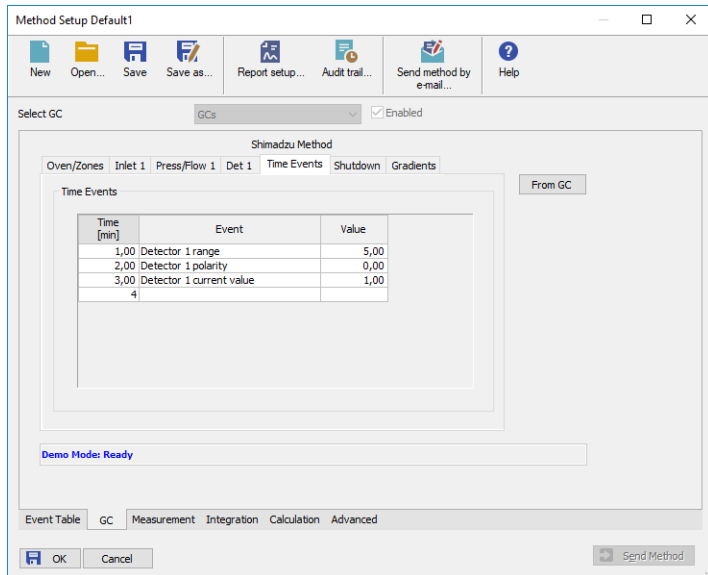 Method Setup Default1
New Open... Save Save as... Report setup... Audit trail... Send method by e-mail... Help
Select GC GCs Enabled
Shimadzu Method
Oven/Zones Inlet 1 Press/Flow 1 Det 1 Time Events Shutdown Gradients
From GC
Time Events
Time [min] Event Value
1,00 Detector 1 range 5,00
2,00 Detector 1 polarity 0,00
3,00 Detector 1 current value 1,00
4
Demo Mode: Ready
Event Table GC Measurement Integration Calculation Advanced
OK Cancel Send Method